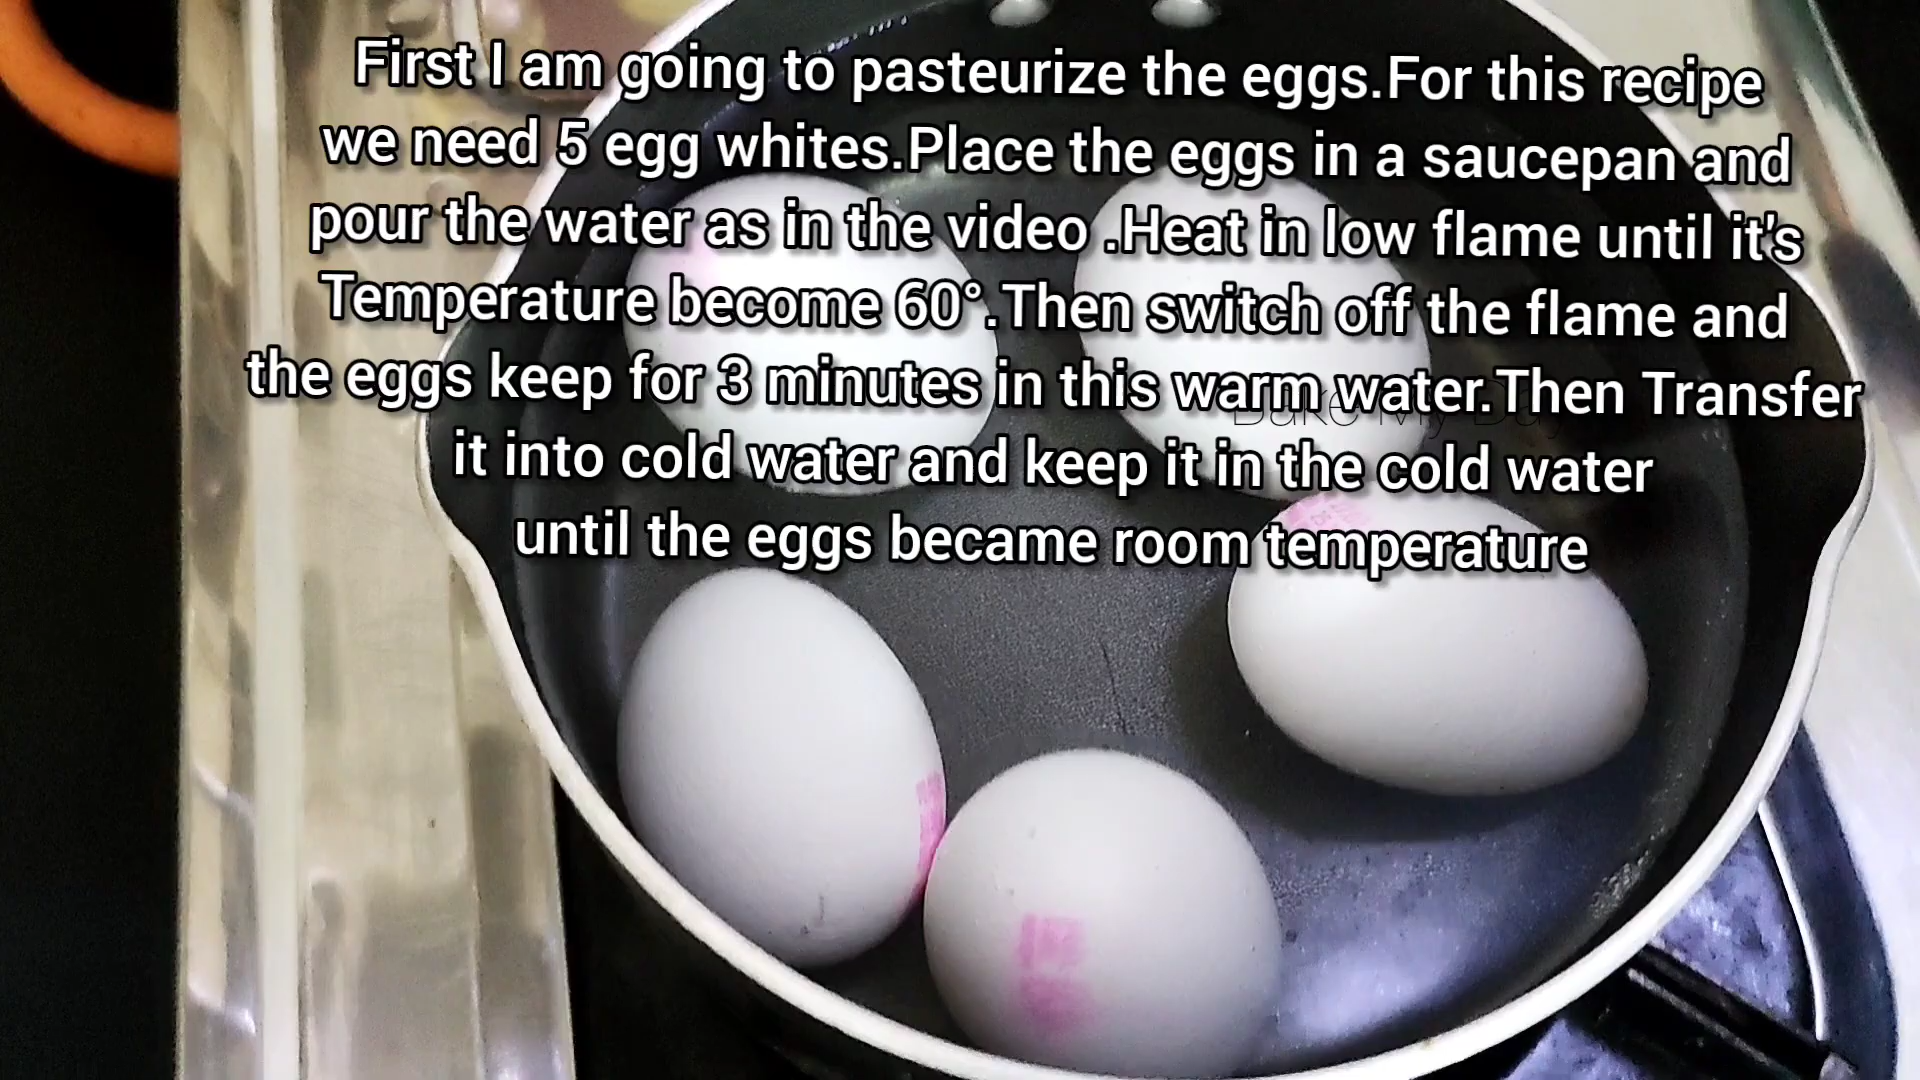 First I am going to pasteurize the eggs.For this recipe
we need 5 egg whites.Place the eggs in a saucepan and
pour the water as in the video .Heat in low flame until it's
Temperature become 60°.Then switch off the flame and
the eggs keep for 3 minutes in this warm water.Then Transfer
it into cold water and keep it in the cold water
until the eggs became room temperature
Bake My Day